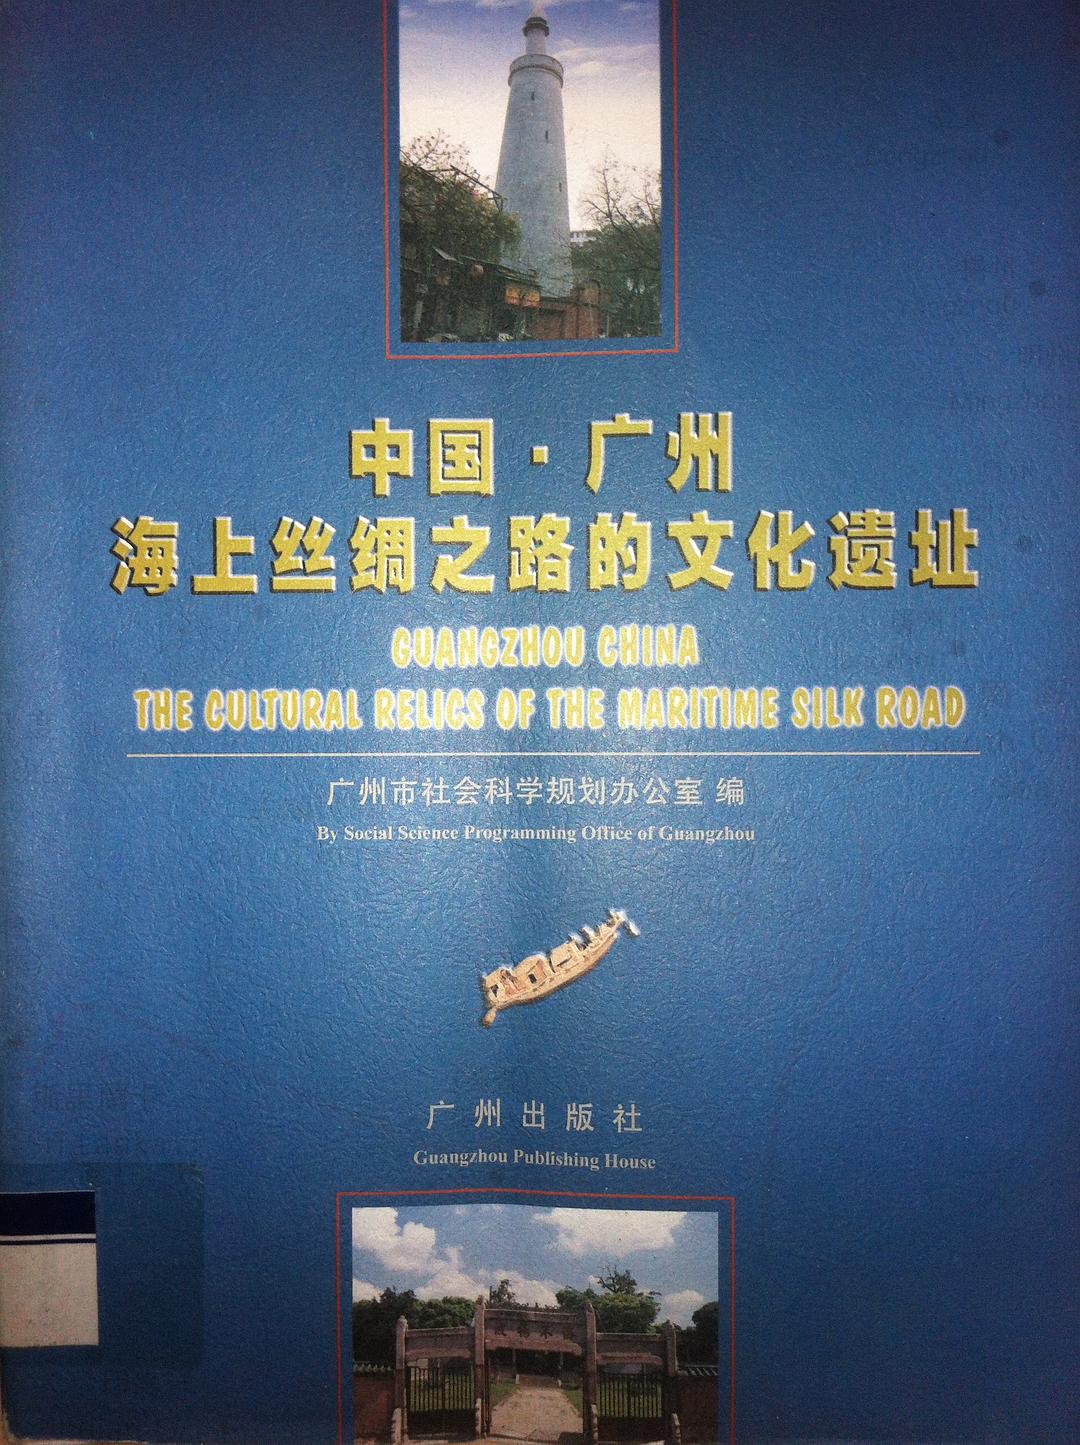 中国·广州
海上丝绸之路的文化遗址
GUANGZHOU CHINA
THE CULTURAL RELICS OF THE MARITIME SILK ROAD
广州市社会科学规划办公室 编
By Social Science Programming Office of Guangzhou
广州出版社
Guangzhou Publishing House